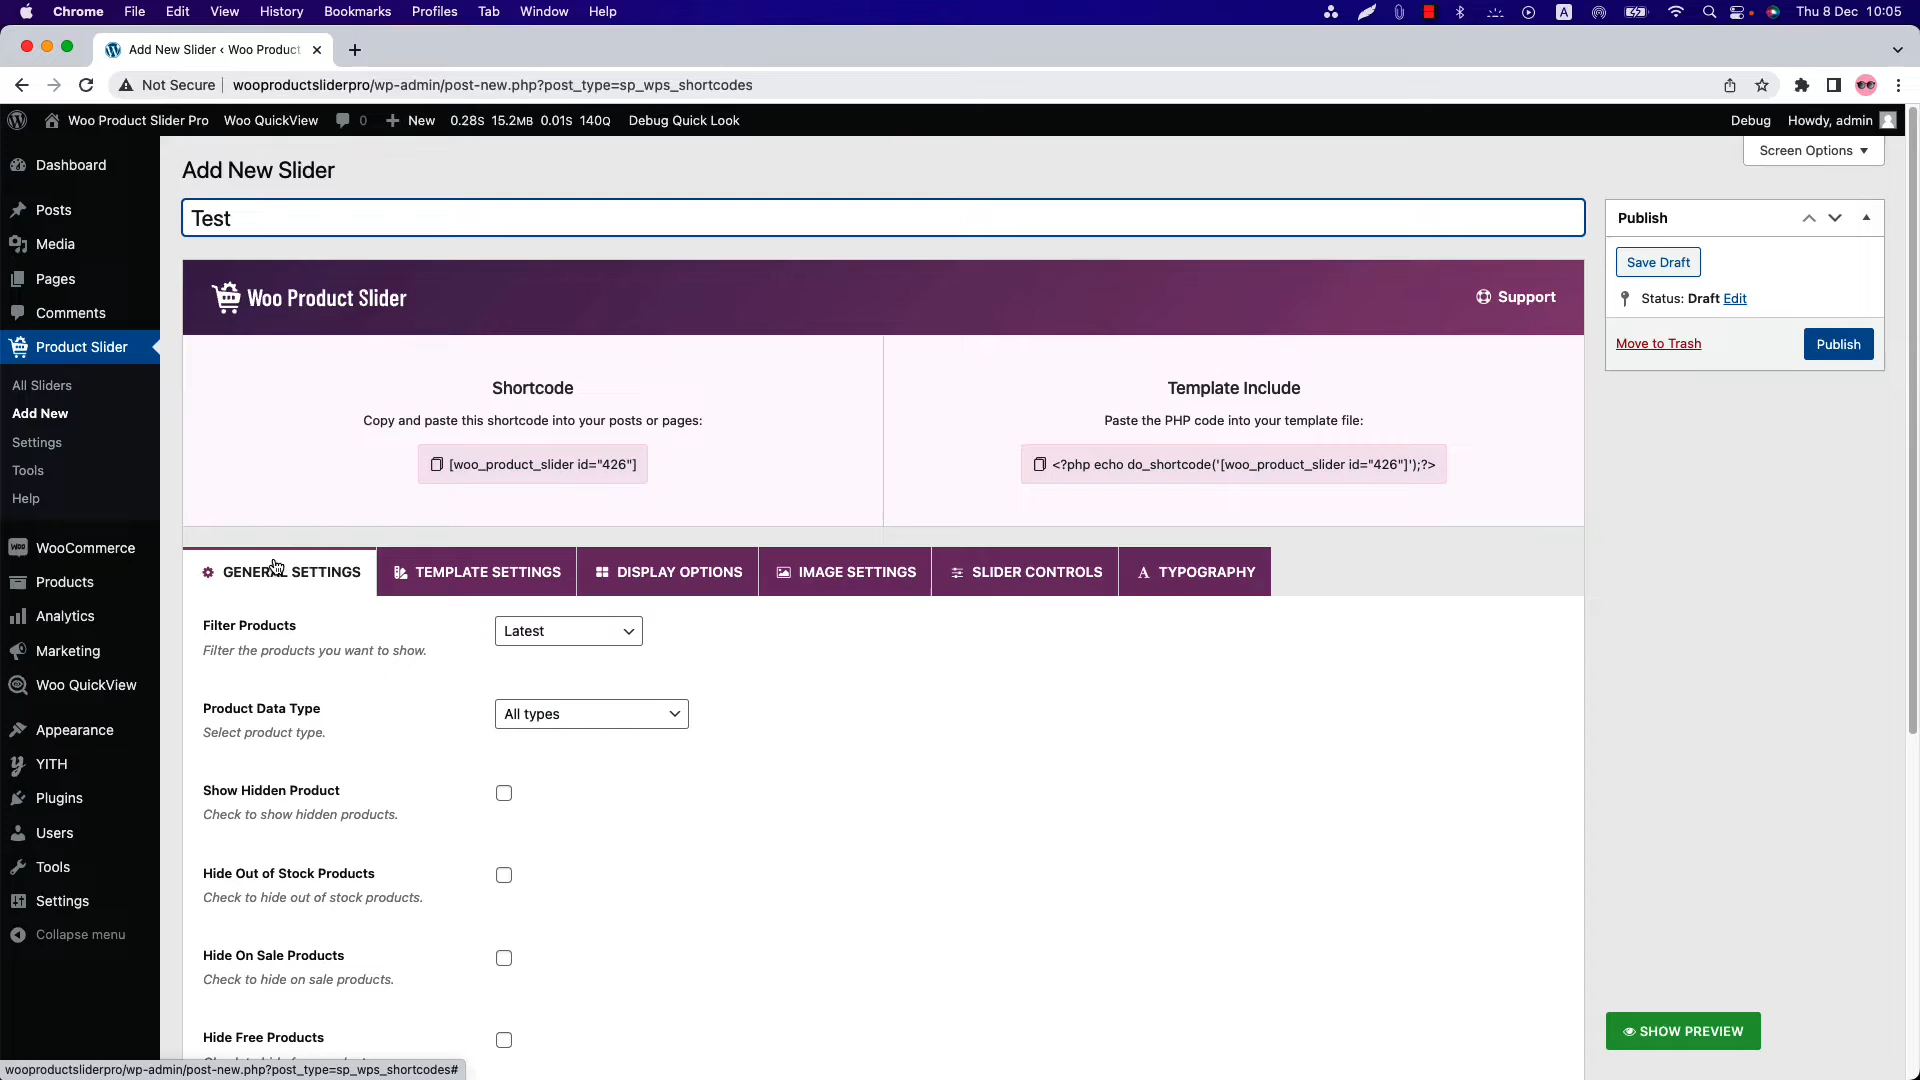 Chrome File Edit View History Bookmarks Profiles Tab Window Help A Thu 8 Dec 10:05
Add New Slider ‹ Woo Product
Not Secure wooproductsliderpro/wp-admin/post-new.php?post_type=sp_wps_shortcodes
Woo Product Slider Pro Woo QuickView 0 New 0.28S 15.2MB 0.01S 140Q Debug Quick Look Debug Howdy, admin
Dashboard
Posts
Media
Pages
Comments
Product Slider
All Sliders
Add New
Settings
Tools
Help
WooCommerce
Products
Analytics
Marketing
Woo QuickView
Appearance
YITH
Plugins
Users
Tools
Settings
Collapse menu
Add New Slider
Screen Options
Test
Woo Product Slider
Support
Shortcode
Copy and paste this shortcode into your posts or pages:
[woo_product_slider id="426"]
Template Include
Paste the PHP code into your template file:
<?php echo do_shortcode('[woo_product_slider id="426"]');?>
GENERAL SETTINGS TEMPLATE SETTINGS DISPLAY OPTIONS IMAGE SETTINGS SLIDER CONTROLS A TYPOGRAPHY
Filter Products
Filter the products you want to show.
Latest
Product Data Type
Select product type.
All types
Show Hidden Product
Check to show hidden products.
Hide Out of Stock Products
Check to hide out of stock products.
Hide On Sale Products
Check to hide on sale products.
Hide Free Products
Publish
Save Draft
Status: Draft Edit
Move to Trash
Publish
SHOW PREVIEW
wooproductsliderpro/wp-admin/post-new.php?post_type=sp_wps_shortcodes#